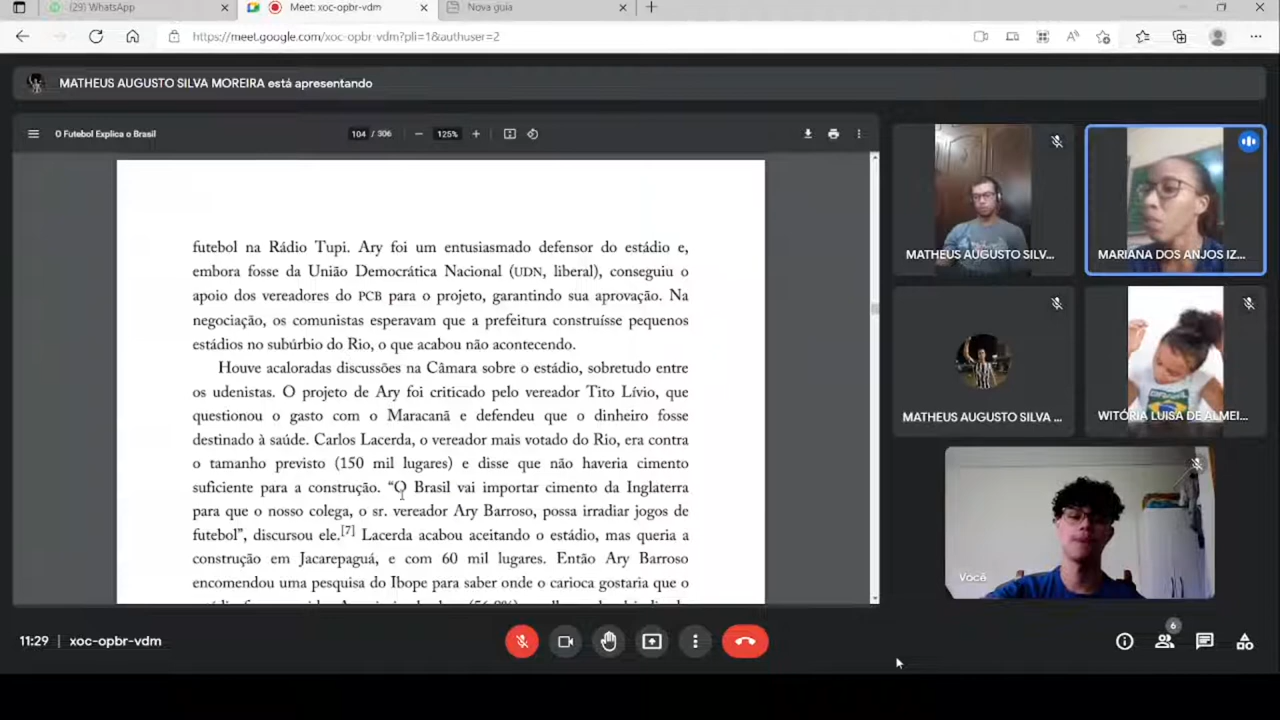 (29) WhatsApp
Meet: xoc-opbr-vdm
Nova guia
https://meet.google.com/xoc-opbr-vdm?pli=1&authuser=2
MATHEUS AUGUSTO SILVA MOREIRA está apresentando
O Futebol Explica o Brasil
104 / 306
125%
futebol na Rádio Tupi. Ary foi um entusiasmado defensor do estádio e,
embora fosse da União Democrática Nacional (UDN, liberal), conseguiu o
apoio dos vereadores do PCB para o projeto, garantindo sua aprovação. Na
negociação, os comunistas esperavam que a prefeitura construísse pequenos
estádios no subúrbio do Rio, o que acabou não acontecendo.
Houve acaloradas discussões na Câmara sobre o estádio, sobretudo entre
os udenistas. O projeto de Ary foi criticado pelo vereador Tito Lívio, que
questionou o gasto com o Maracanã e defendeu que o dinheiro fosse
destinado à saúde. Carlos Lacerda, o vereador mais votado do Rio, era contra
o tamanho previsto (150 mil lugares) e disse que não haveria cimento
suficiente para a construção. “O Brasil vai importar cimento da Inglaterra
para que o nosso colega, o sr. vereador Ary Barroso, possa irradiar jogos de
futebol”, discursou ele.[7] Lacerda acabou aceitando o estádio, mas queria a
construção em Jacarepaguá, e com 60 mil lugares. Então Ary Barroso
encomendou uma pesquisa do Ibope para saber onde o carioca gostaria que o
MATHEUS AUGUSTO SILV...
MARIANA DOS ANJOS IZ...
MATHEUS AUGUSTO SILVA ...
WITÓRIA LUISA DE ALMEI...
Você
11:29 | xoc-opbr-vdm
6